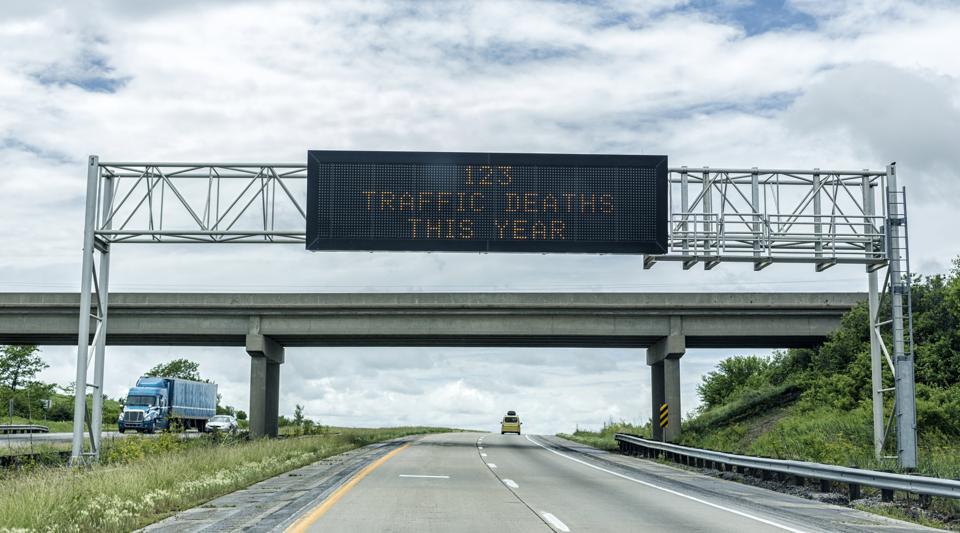 123
TRAFFIC DEATHS
THIS YEAR